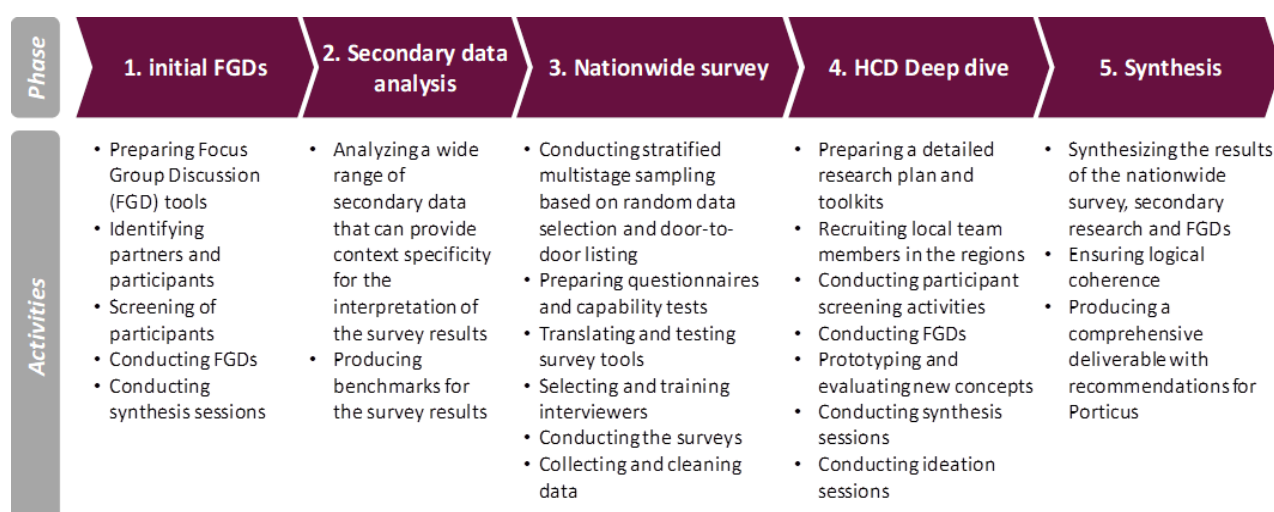 Phase
1. initial FGDs
2. Secondary data
analysis
3. Nationwide survey
4. HCD Deep dive
5. Synthesis
Activities
• Preparing Focus
Group Discussion
(FGD) tools
• Identifying
partners and
participants
• Screening of
participants
• Conducting FGDs
• Conducting
synthesis sessions
• Analyzing a wide
range of
secondary data
that can provide
context specificity
for the
interpretation of
the survey results
• Producing
benchmarks for
the survey results
• Conducting stratified
multistage sampling
based on random data
selection and door-to-
door listing
• Preparing questionnaires
and capability tests
• Translating and testing
survey tools
• Selecting and training
interviewers
• Conducting the surveys
• Collecting and cleaning
data
• Preparing a detailed
research plan and
toolkits
• Recruiting local team
members in the regions
• Conducting participant
screening activities
• Conducting FGDs
• Prototyping and
evaluating new concepts
• Conducting synthesis
sessions
• Conducting ideation
sessions
• Synthesizing the results
of the nationwide
survey, secondary
research and FGDs
• Ensuring logical
coherence
• Producing a
comprehensive
deliverable with
recommendations for
Porticus